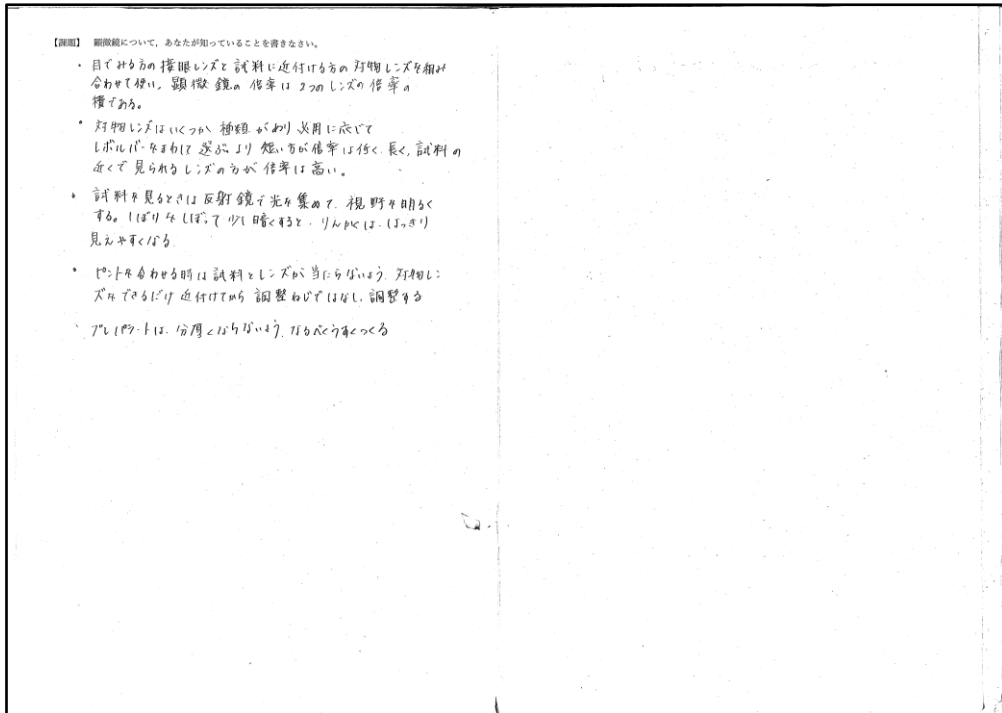 【課題】 顕微鏡について，あなたが知っていることを書きなさい。
・目でみる方の接眼レンズと試料に近付ける方の対物レンズを組み
合わせて使い，顕微鏡の倍率は2つのレンズの倍率の
積である。
・対物レンズはいくつか種類があり必用に応じて
レボルバーをまわして選ぶ。より短い方が倍率は低く、長く、試料の
近くで見られるレンズの方が倍率は高い。
・試料を見るときは反射鏡で光を集めて、視野を明るく
する。しぼりをしぼって少し暗くすると、りんかくは、はっきり
見えやすくなる
・ピントを合わせる時は試料とレンズが当たらないよう、対物レン
ズをできるだけ近付けてから調整ねじではなし、調整する
・プレパラートは、分厚くならないよう、なるべくうすくつくる